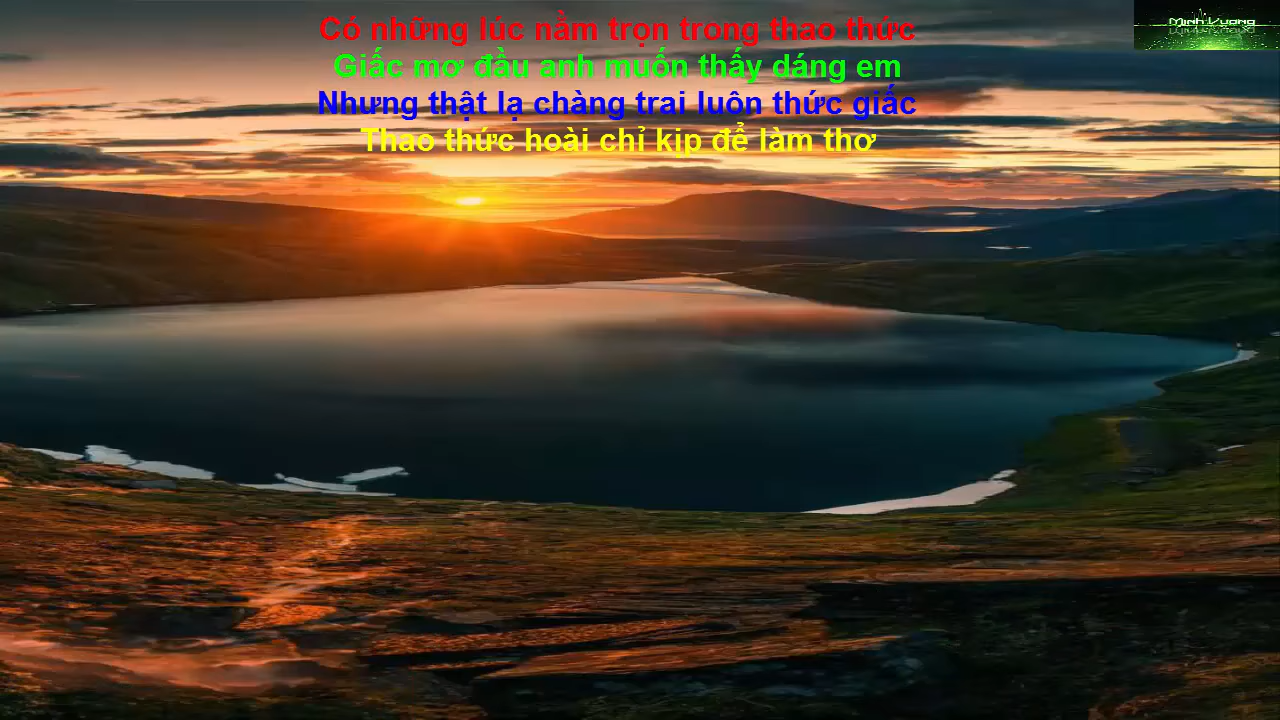 Có những lúc nằm trọn trong thao thức
Giấc mơ đầu anh muốn thấy dáng em
Nhưng thật lạ chàng trai luôn thức giấc
Thao thức hoài chỉ kịp để làm thơ
Minh Vuong